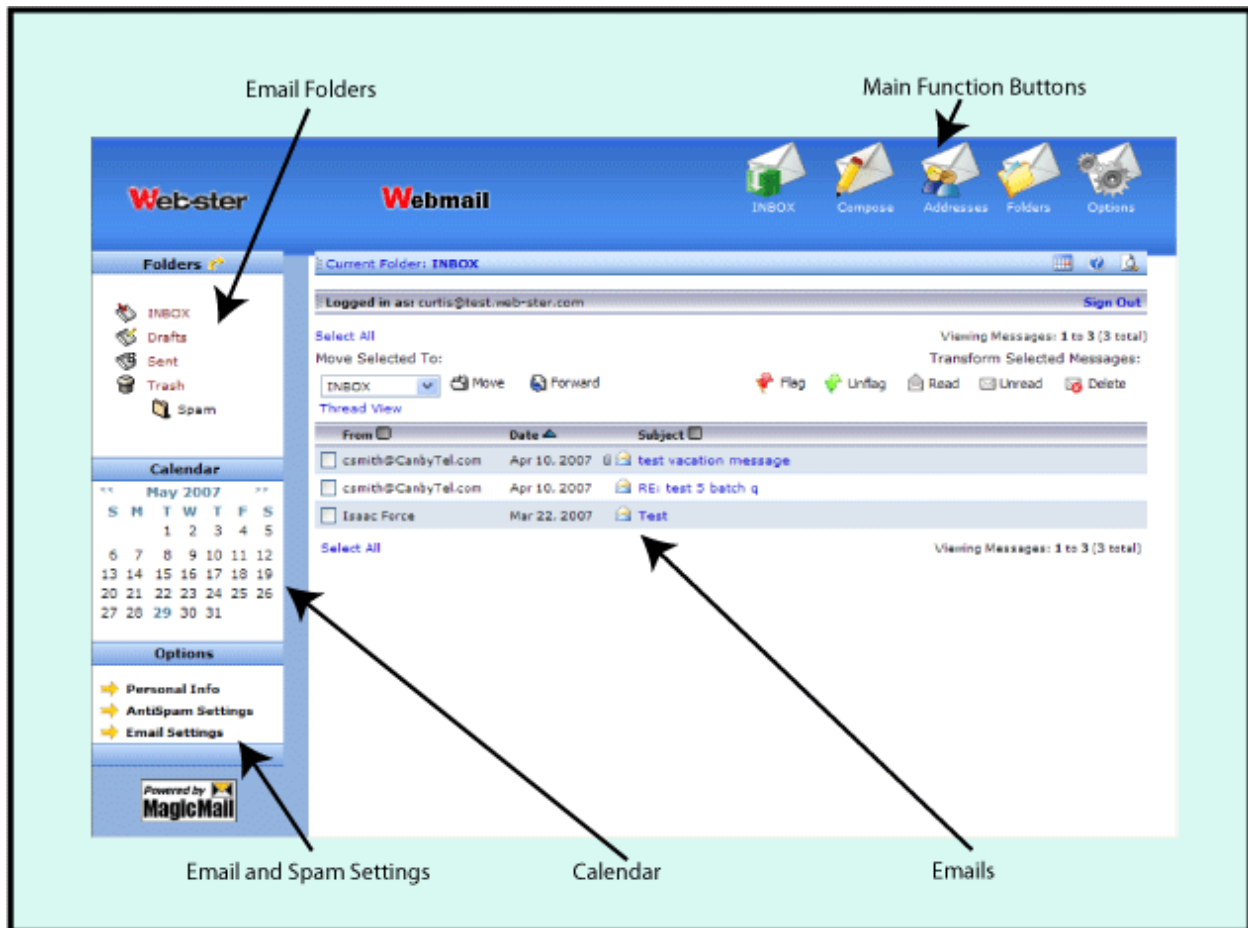 Email Folders
Main Function Buttons
Web-ster
Webmail
INBOX Compose Addresses Folders Options
Folders
INBOX
Drafts
Sent
Trash
Spam
Calendar
<< May 2007 >>
S M T W T F S
1 2 3 4 5
6 7 8 9 10 11 12
13 14 15 16 17 18 19
20 21 22 23 24 25 26
27 28 29 30 31
Options
Personal Info
AntiSpam Settings
Email Settings
Powered by
MagicMail
Current Folder: INBOX
Logged in as: curtis@test.web-ster.com Sign Out
Select All Viewing Messages: 1 to 3 (3 total)
Move Selected To: Transform Selected Messages:
INBOX Move Forward Flag Unflag Read Unread Delete
Thread View
From Date Subject
csmith@CanbyTel.com Apr 10, 2007 test vacation message
csmith@CanbyTel.com Apr 10, 2007 RE: test 5 batch q
Isaac Force Mar 22, 2007 Test
Select All Viewing Messages: 1 to 3 (3 total)
Email and Spam Settings
Calendar
Emails